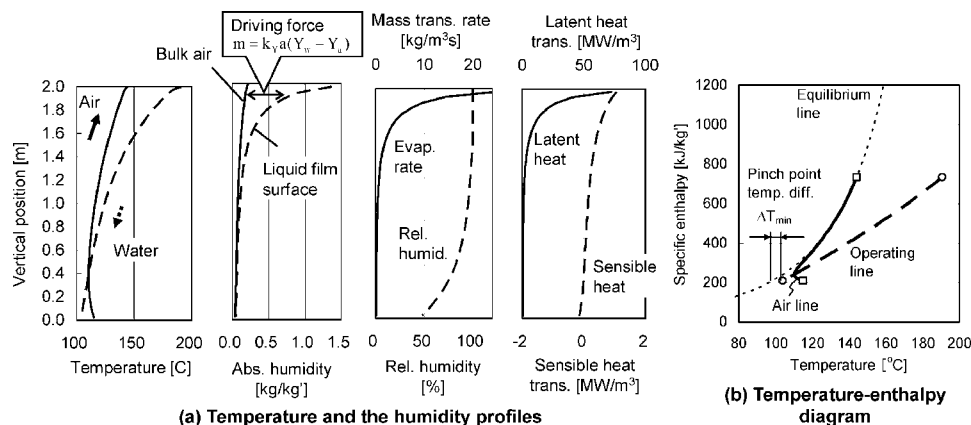 Driving force
m = k_Y a(Y_w − Y_a)
Bulk air
Mass trans. rate
[kg/m³s]
0 10 20
Latent heat
trans. [MW/m³]
0 50 100
Vertical position [m]
2.0
1.8
1.6
1.4
1.2
1.0
0.8
0.6
0.4
0.2
0
Air
Water
100 150 200
Temperature [C]
Liquid film
surface
0 0.5 1.0 1.5
Abs. humidity
[kg/kg']
Evap.
rate
Rel.
humid.
0 50 100
Rel. humidity
[%]
Latent
heat
Sensible
heat
-2 0 2
Sensible heat
trans. [MW/m³]
(a) Temperature and the humidity profiles
Specific enthalpy [kJ/kg']
1200
1000
800
600
400
200
0
Equilibrium
line
Pinch point
temp. diff.
ΔTmin
Operating
line
Air line
80 100 120 140 160 180 200
Temperature [°C]
(b) Temperature-enthalpy
diagram